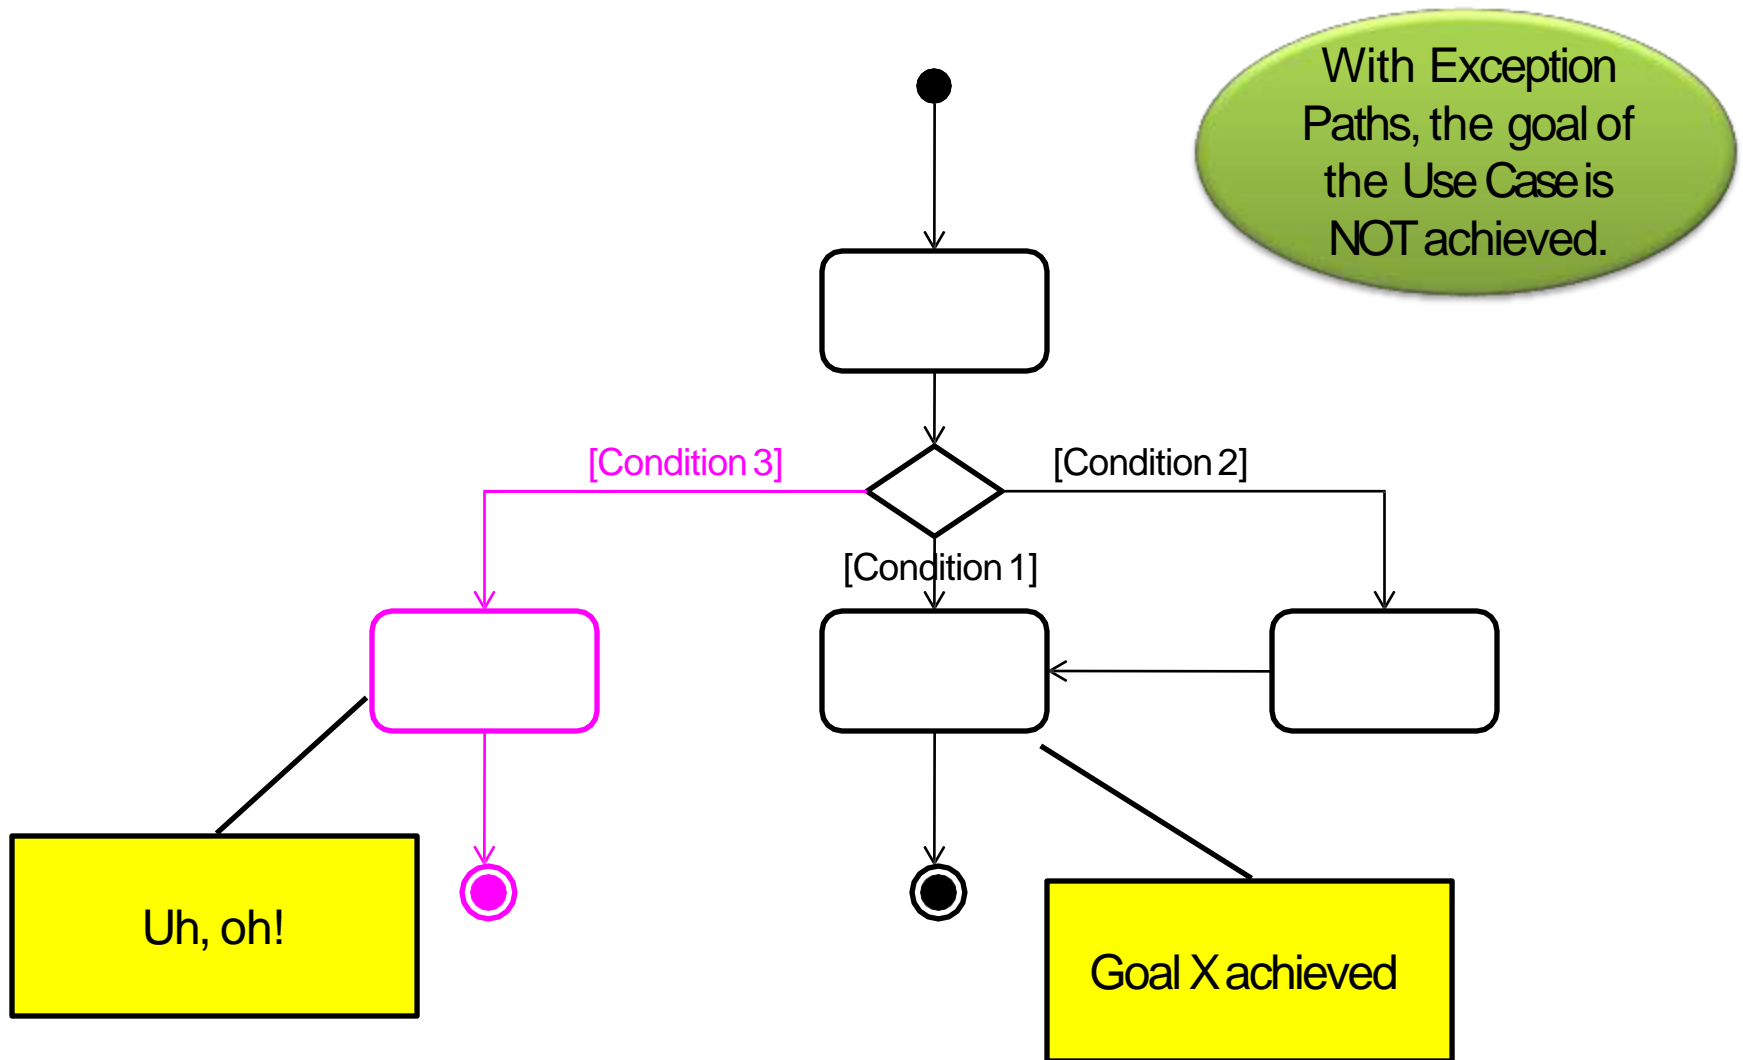 With Exception
Paths, the goal of
the Use Case is
NOT achieved.
[Condition 3]
[Condition 2]
[Condition 1]
Uh, oh!
Goal X achieved